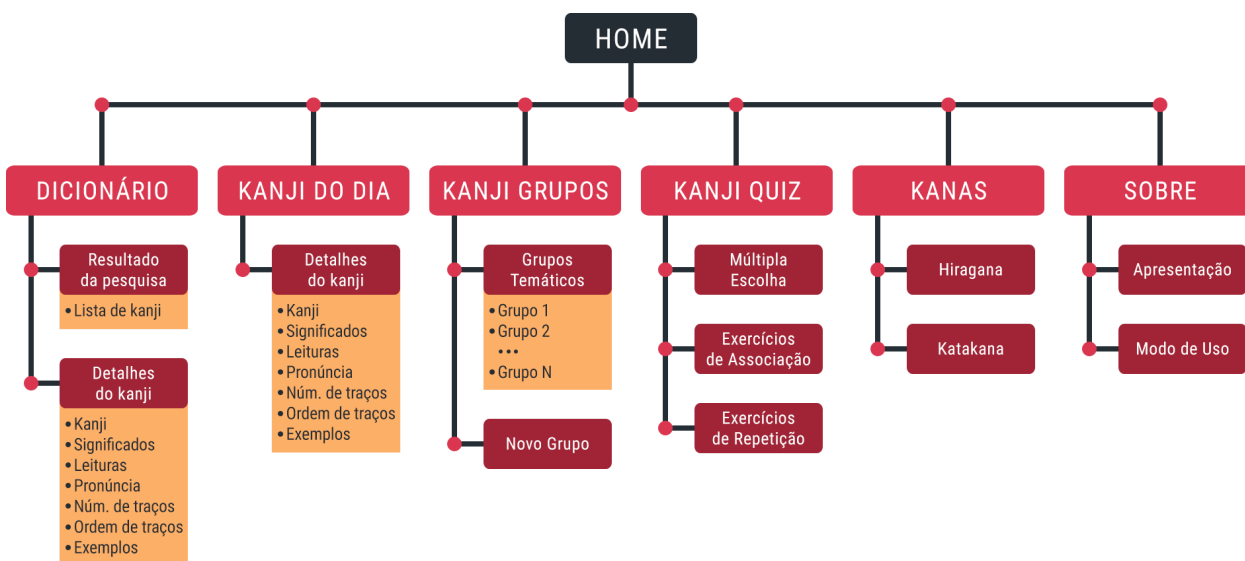 HOME
DICIONÁRIO
Resultado
da pesquisa
• Lista de kanji
Detalhes
do kanji
• Kanji
• Significados
• Leituras
• Pronúncia
• Núm. de traços
• Ordem de traços
• Exemplos
KANJI DO DIA
Detalhes
do kanji
• Kanji
• Significados
• Leituras
• Pronúncia
• Núm. de traços
• Ordem de traços
• Exemplos
KANJI GRUPOS
Grupos
Temáticos
• Grupo 1
• Grupo 2
•••
• Grupo N
Novo Grupo
KANJI QUIZ
Múltipla
Escolha
Exercícios
de Associação
Exercícios
de Repetição
KANAS
Hiragana
Katakana
SOBRE
Apresentação
Modo de Uso